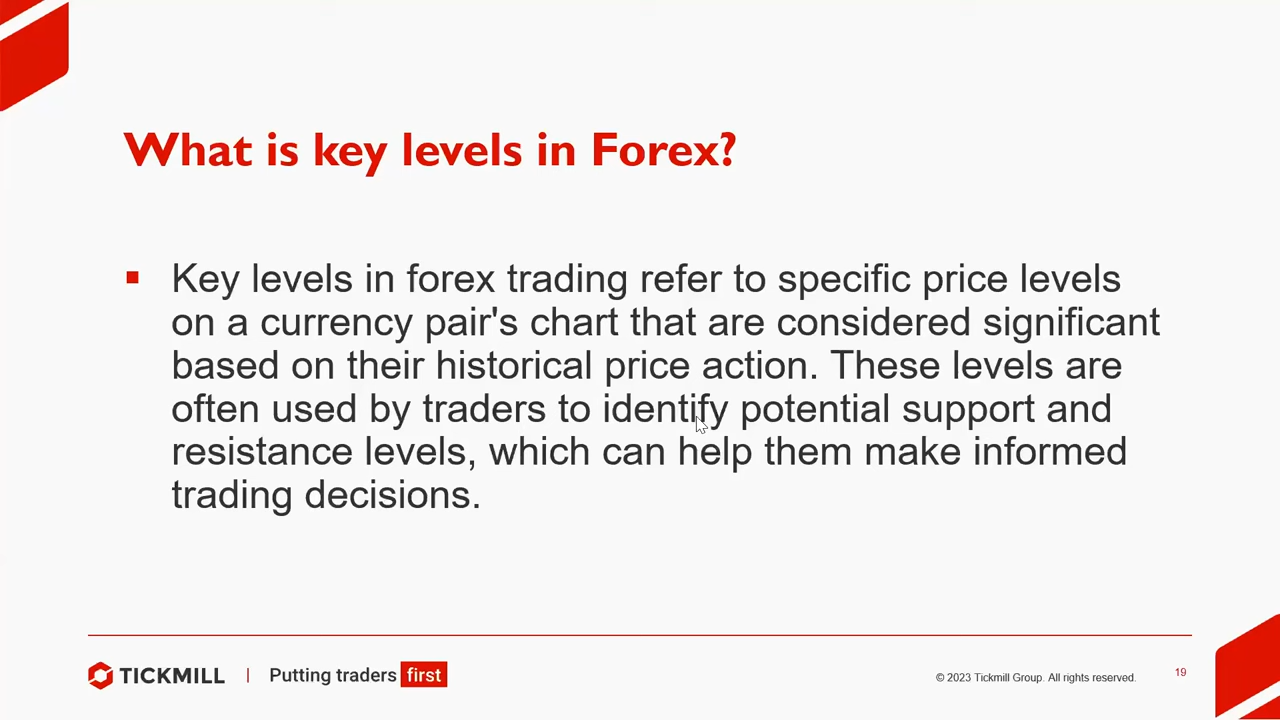 What is key levels in Forex?
Key levels in forex trading refer to specific price levels
on a currency pair's chart that are considered significant
based on their historical price action. These levels are
often used by traders to identify potential support and
resistance levels, which can help them make informed
trading decisions.
TICKMILL | Putting traders first
© 2023 Tickmill Group. All rights reserved.
19